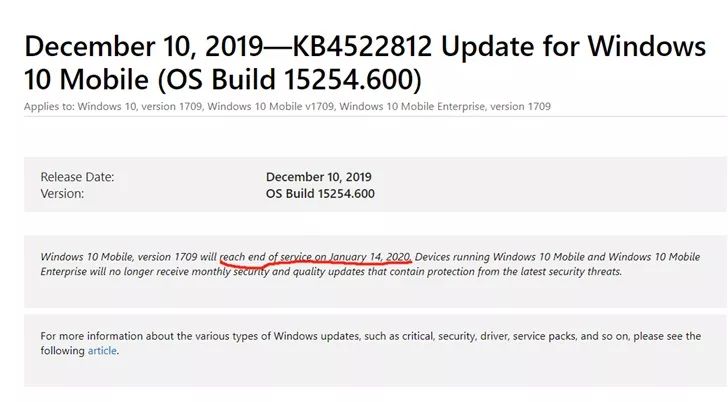 December 10, 2019—KB4522812 Update for Windows
10 Mobile (OS Build 15254.600)
Applies to: Windows 10, version 1709, Windows 10 Mobile v1709, Windows 10 Mobile Enterprise, version 1709
Release Date: December 10, 2019
Version: OS Build 15254.600
Windows 10 Mobile, version 1709 will reach end of service on January 14, 2020. Devices running Windows 10 Mobile and Windows 10 Mobile
Enterprise will no longer receive monthly security and quality updates that contain protection from the latest security threats.
For more information about the various types of Windows updates, such as critical, security, driver, service packs, and so on, please see the
following article.